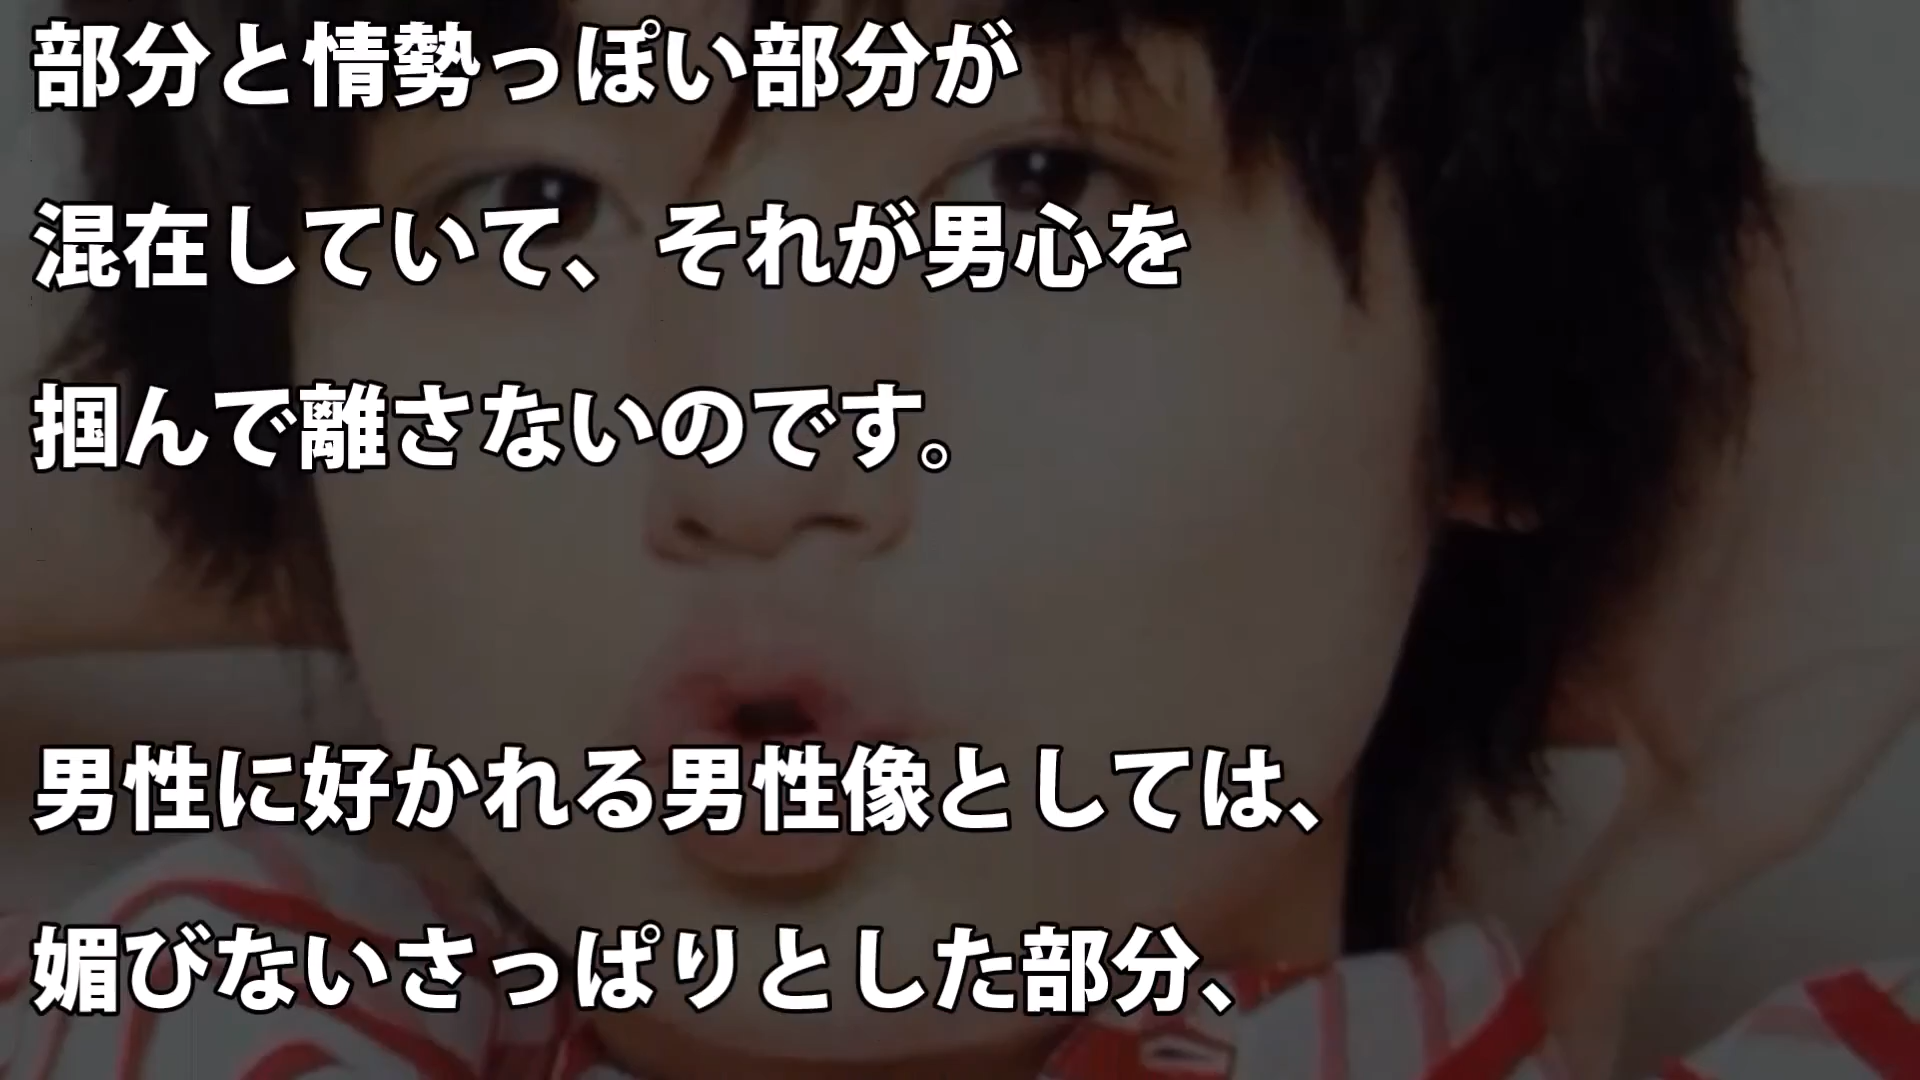 部分と情勢っぽい部分が
混在していて、それが男心を
掴んで離さないのです。
男性に好かれる男性像としては、
媚びないさっぱりとした部分、